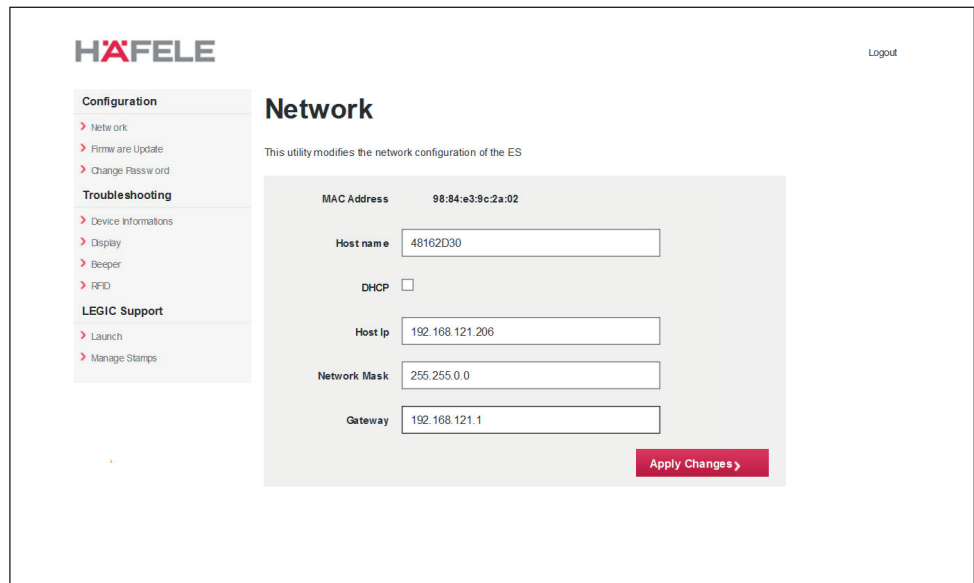 HÄFELE
Logout
Configuration
Network
Firmware Update
Change Password
Troubleshooting
Device Informations
Display
Beeper
RFID
LEGIC Support
Launch
Manage Stamps
Network
This utility modifies the network configuration of the ES
MAC Address 98:84:e3:9c:2a:02
Host name 48162D30
DHCP
Host Ip 192.168.121.206
Network Mask 255.255.0.0
Gateway 192.168.121.1
Apply Changes